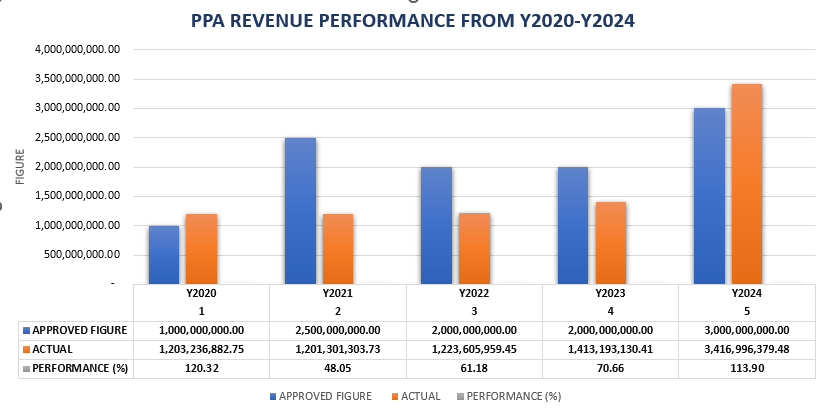 PPA REVENUE PERFORMANCE FROM Y2020-Y2024
4,000,000,000.00
3,500,000,000.00
3,000,000,000.00
2,500,000,000.00
2,000,000,000.00
1,500,000,000.00
1,000,000,000.00
500,000,000.00
-
FIGURE
Y2020 Y2021 Y2022 Y2023 Y2024
1 2 3 4 5
APPROVED FIGURE 1,000,000,000.00 2,500,000,000.00 2,000,000,000.00 2,000,000,000.00 3,000,000,000.00
ACTUAL 1,203,236,882.75 1,201,301,303.73 1,223,605,959.45 1,413,193,130.41 3,416,996,379.48
PERFORMANCE (%) 120.32 48.05 61.18 70.66 113.90
APPROVED FIGURE ACTUAL PERFORMANCE (%)